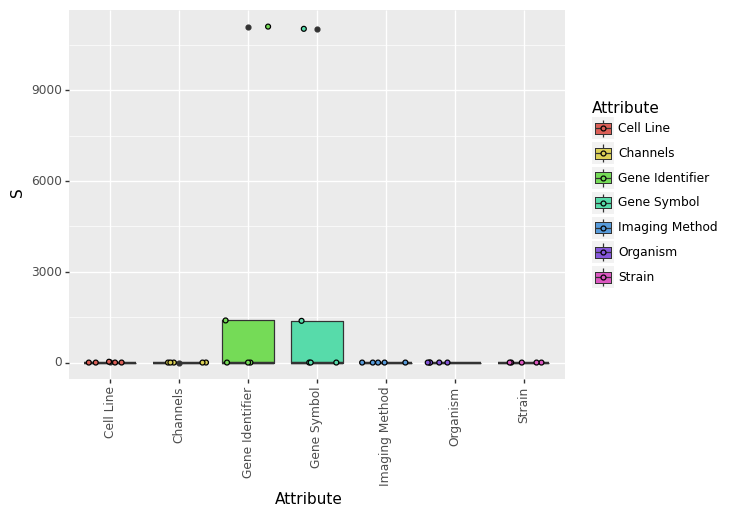 9000
6000
3000
0
S
Cell Line
Channels
Gene Identifier
Gene Symbol
Imaging Method
Organism
Strain
Attribute
Attribute
Cell Line
Channels
Gene Identifier
Gene Symbol
Imaging Method
Organism
Strain